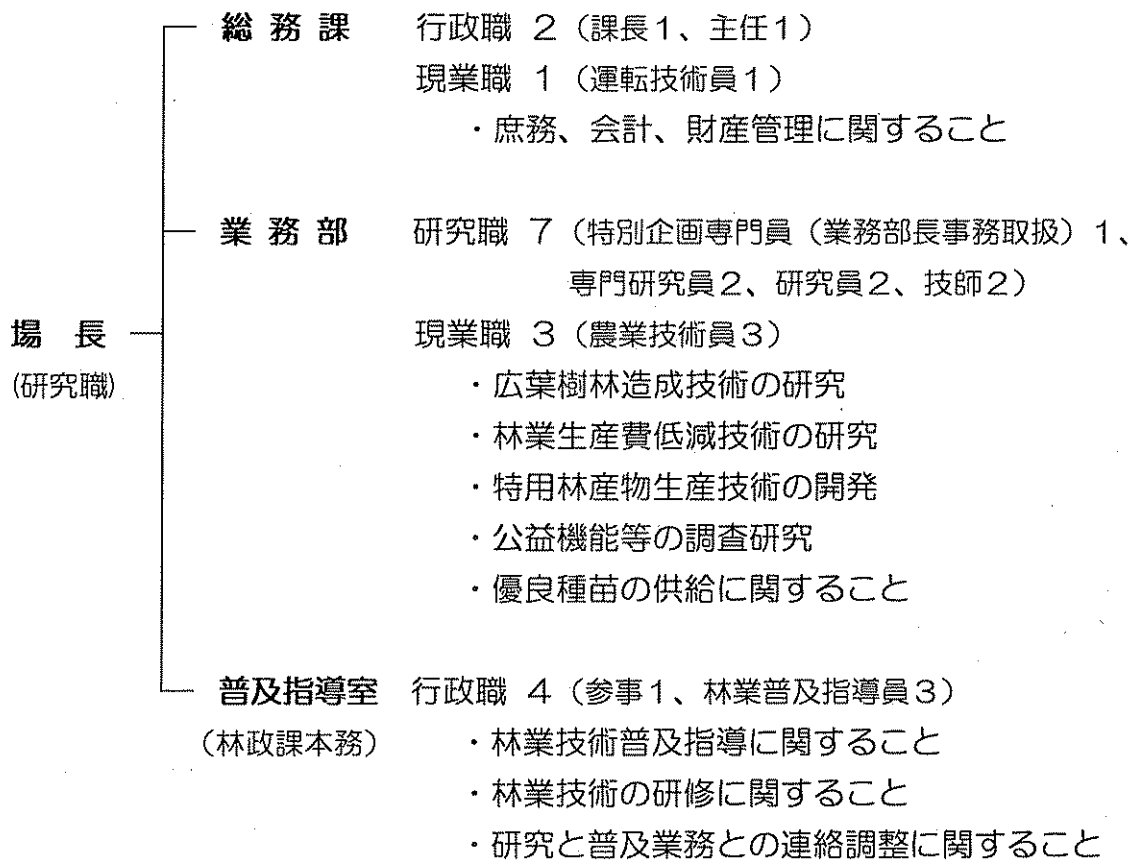 総務課 行政職 2（課長1、主任1）
現業職 1（運転技術員1）
・庶務、会計、財産管理に関すること
業務部 研究職 7（特別企画専門員（業務部長事務取扱）1、
専門研究員2、研究員2、技師2）
場長 現業職 3（農業技術員3）
(研究職) ・広葉樹林造成技術の研究
・林業生産費低減技術の研究
・特用林産物生産技術の開発
・公益機能等の調査研究
・優良種苗の供給に関すること
普及指導室 行政職 4（参事1、林業普及指導員3）
（林政課本務） ・林業技術普及指導に関すること
・林業技術の研修に関すること
・研究と普及業務との連絡調整に関すること